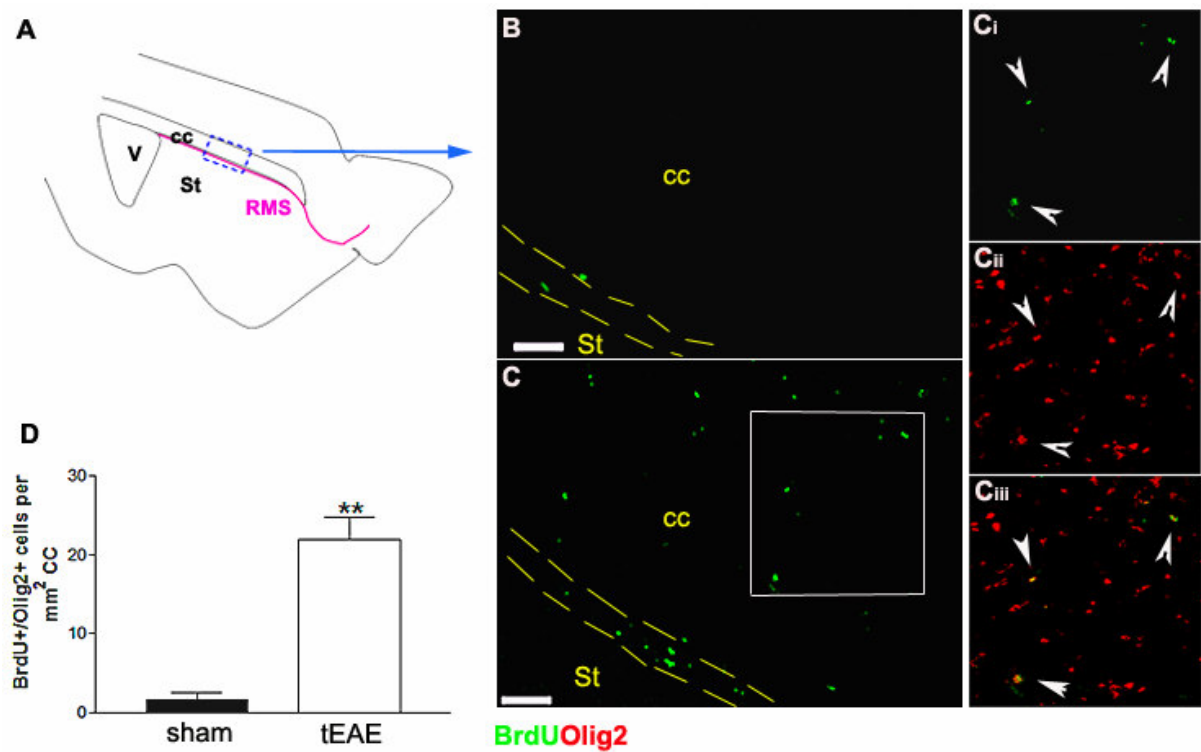 A
V
cc
St
RMS
B
cc
St
C
cc
St
Ci
Cii
Ciii
D
BrdU+/Olig2+ cells per
mm² CC
30
20
10
0
**
sham
tEAE
BrdUOlig2